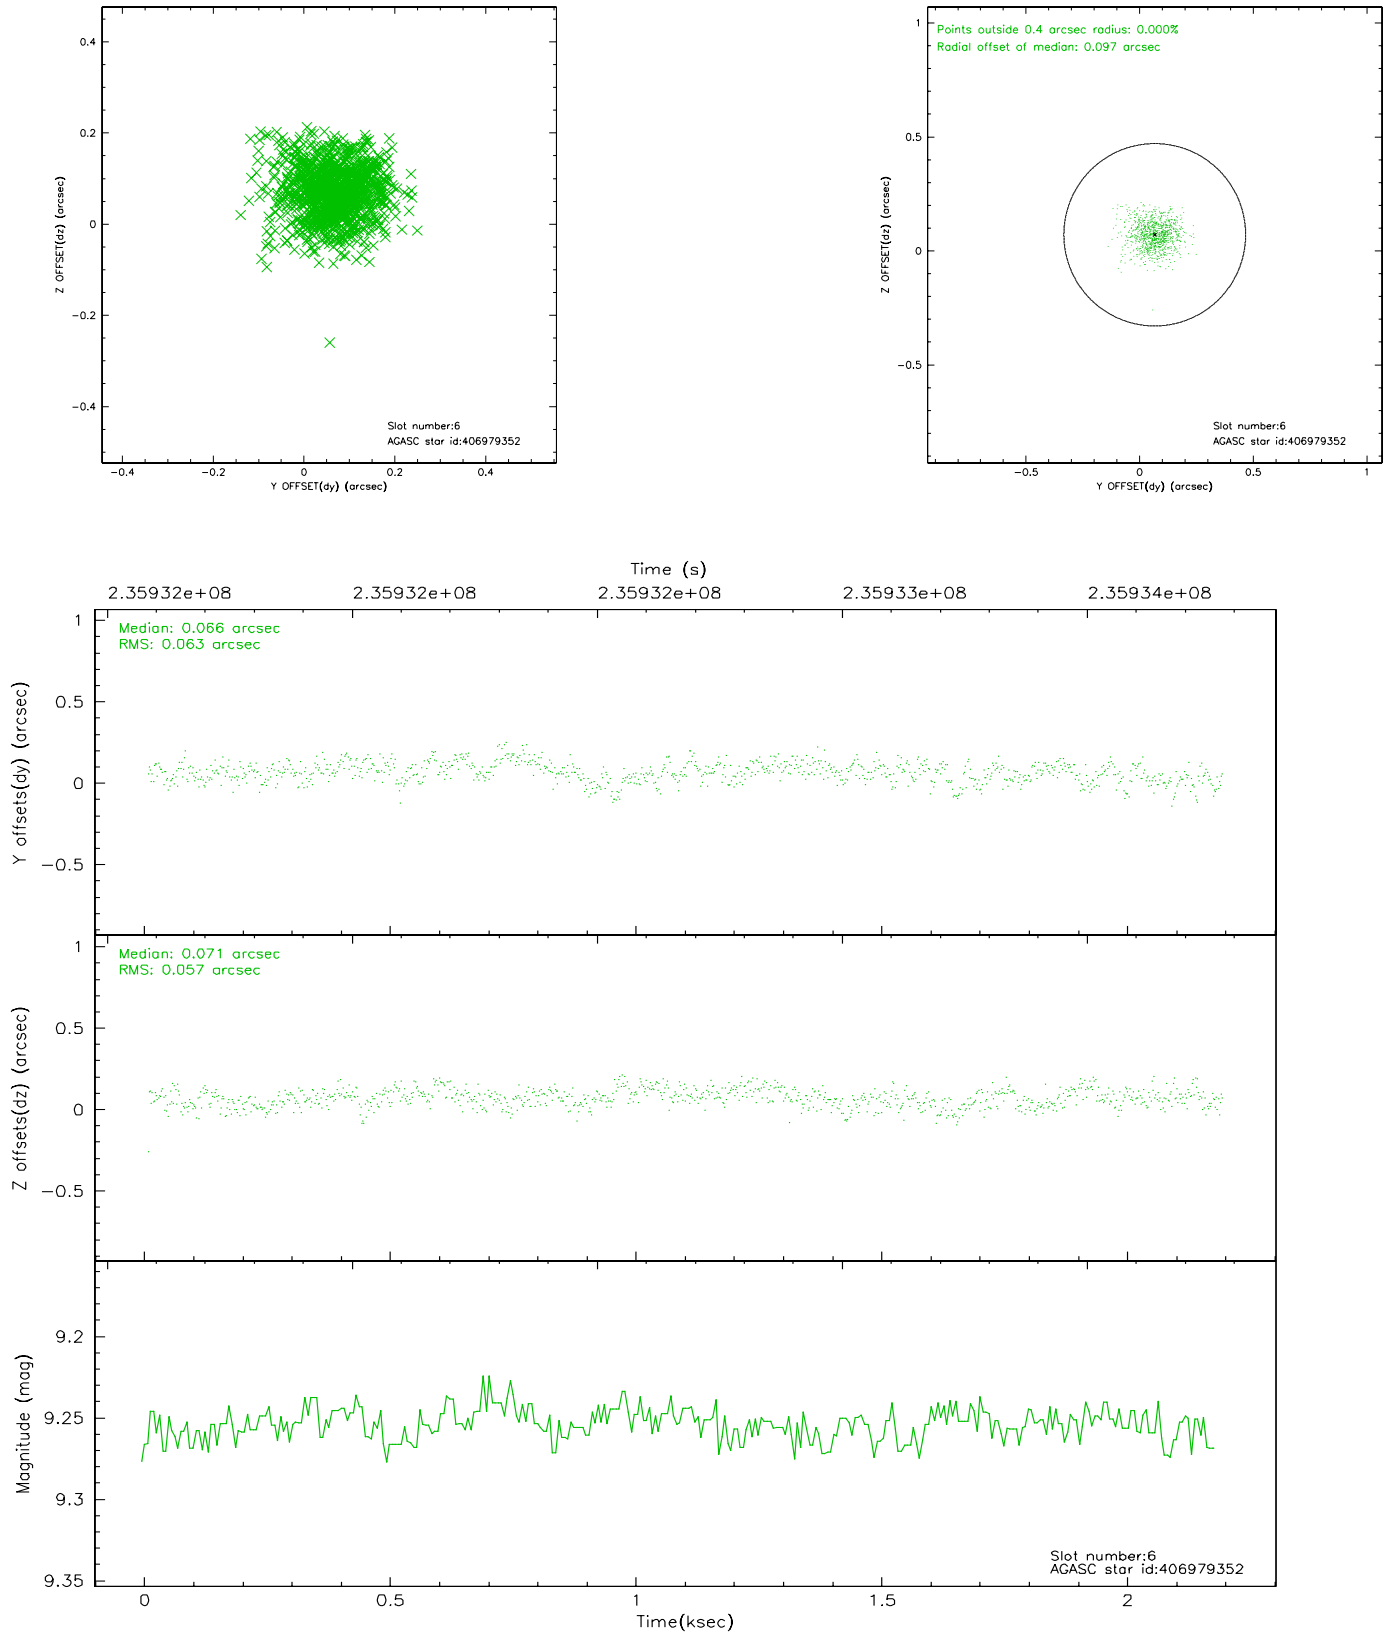 0.4
0.2
0
−0.2
−0.4
Z OFFSET(dz) (arcsec)
Slot number:6
AGASC star id:406979352
−0.4 −0.2 0 0.2 0.4
Y OFFSET(dy) (arcsec)
Points outside 0.4 arcsec radius: 0.000%
Radial offset of median: 0.097 arcsec
1
0.5
0
−0.5
Z OFFSET(dz) (arcsec)
Slot number:6
AGASC star id:406979352
−0.5 0 0.5 1
Y OFFSET(dy) (arcsec)
Time (s)
2.35932e+08 2.35932e+08 2.35932e+08 2.35933e+08 2.35934e+08
Median: 0.066 arcsec
RMS: 0.063 arcsec
1
0.5
0
−0.5
Y offsets(dy) (arcsec)
Median: 0.071 arcsec
RMS: 0.057 arcsec
1
0.5
0
−0.5
Z offsets(dz) (arcsec)
9.2
9.25
9.3
9.35
Magnitude (mag)
Slot number:6
AGASC star id:406979352
0 0.5 1 1.5 2
Time(ksec)